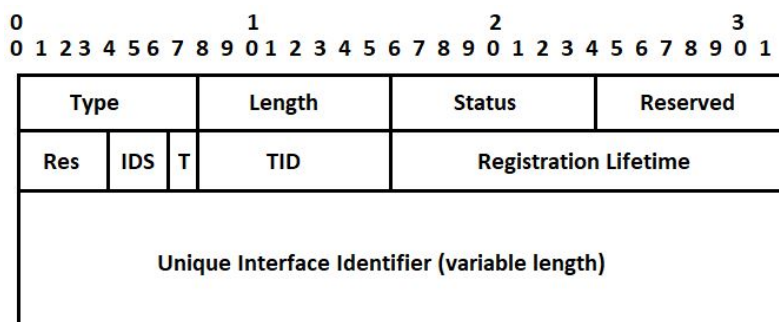 0 1 2 3
0 1 2 3 4 5 6 7 8 9 0 1 2 3 4 5 6 7 8 9 0 1 2 3 4 5 6 7 8 9 0 1
Type Length Status Reserved
Res IDS T TID Registration Lifetime
Unique Interface Identifier (variable length)